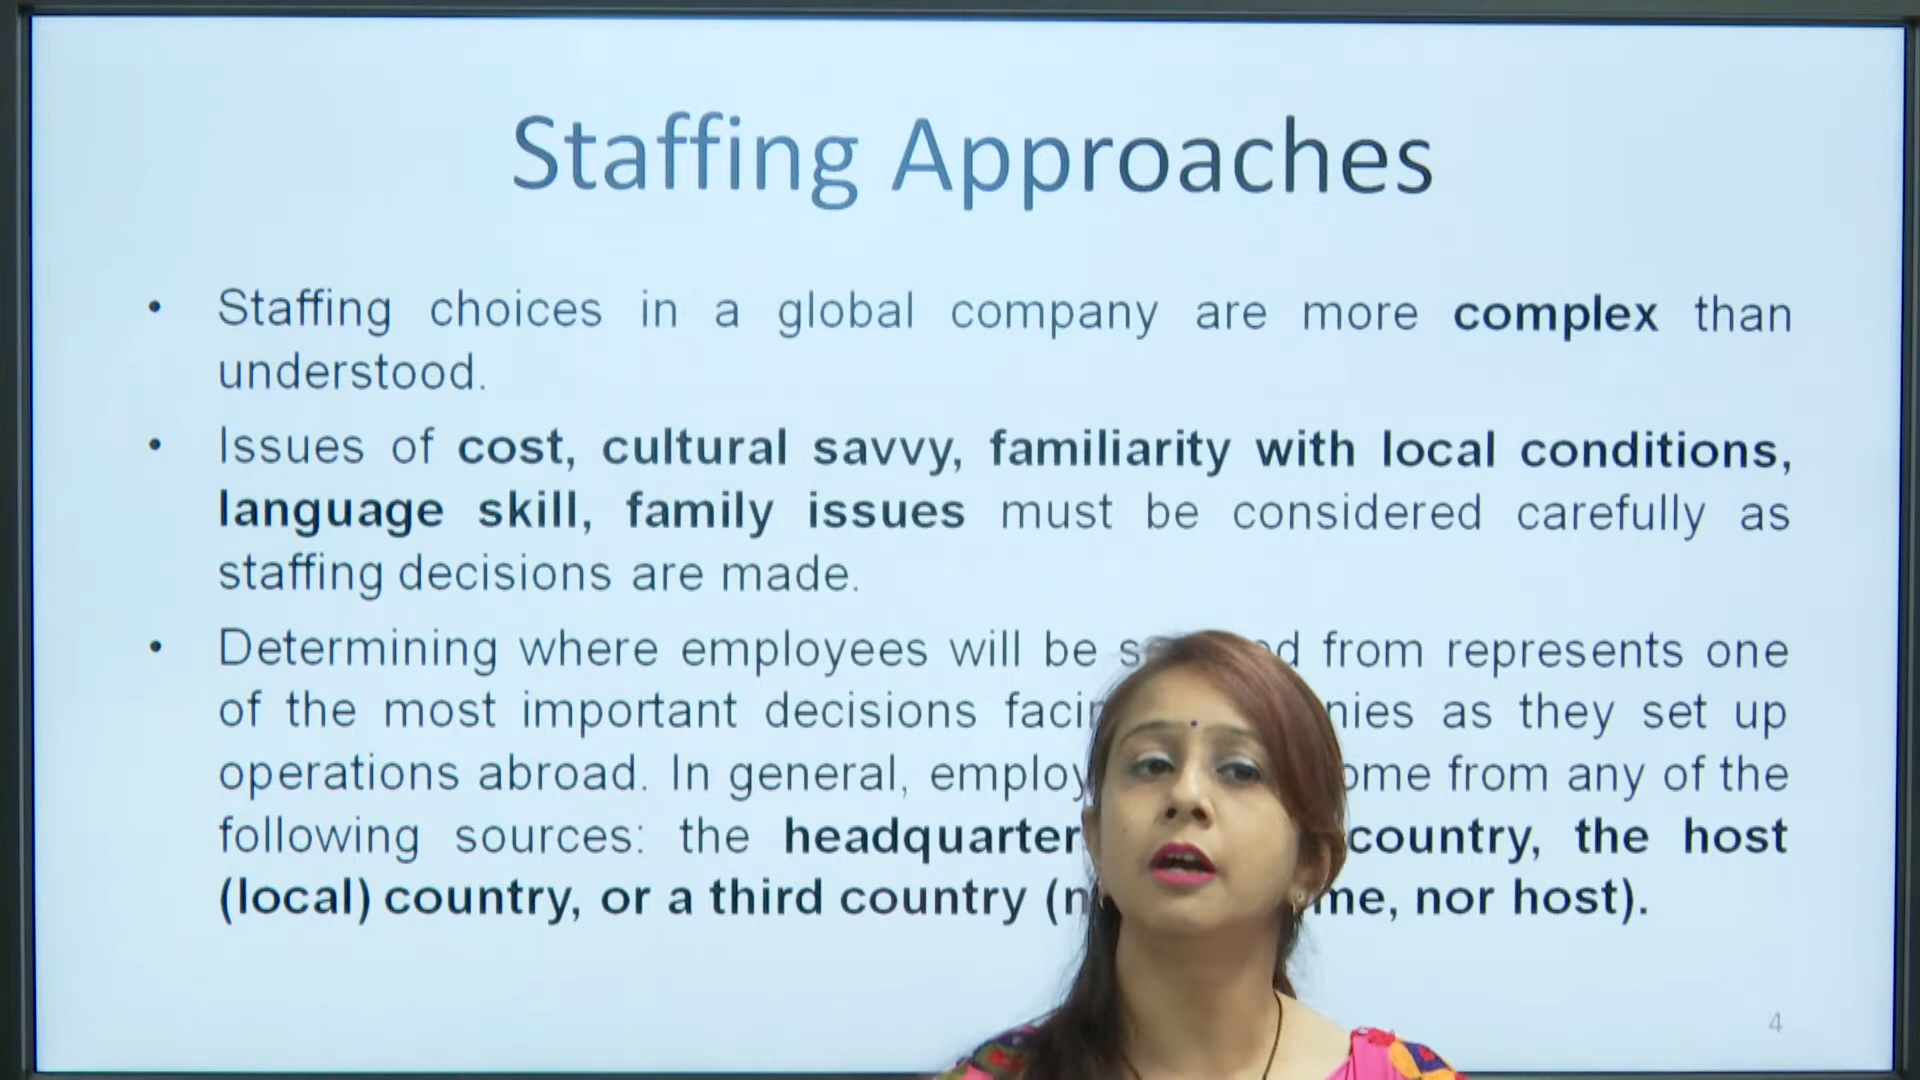 Staffing Approaches
• Staffing choices in a global company are more complex than
understood.
• Issues of cost, cultural savvy, familiarity with local conditions,
language skill, family issues must be considered carefully as
staffing decisions are made.
• Determining where employees will be from represents one
of the most important decisions as they set up
operations abroad. In general, from any of the
following sources: the country, the host
(local) country, or a third country nor host).
4